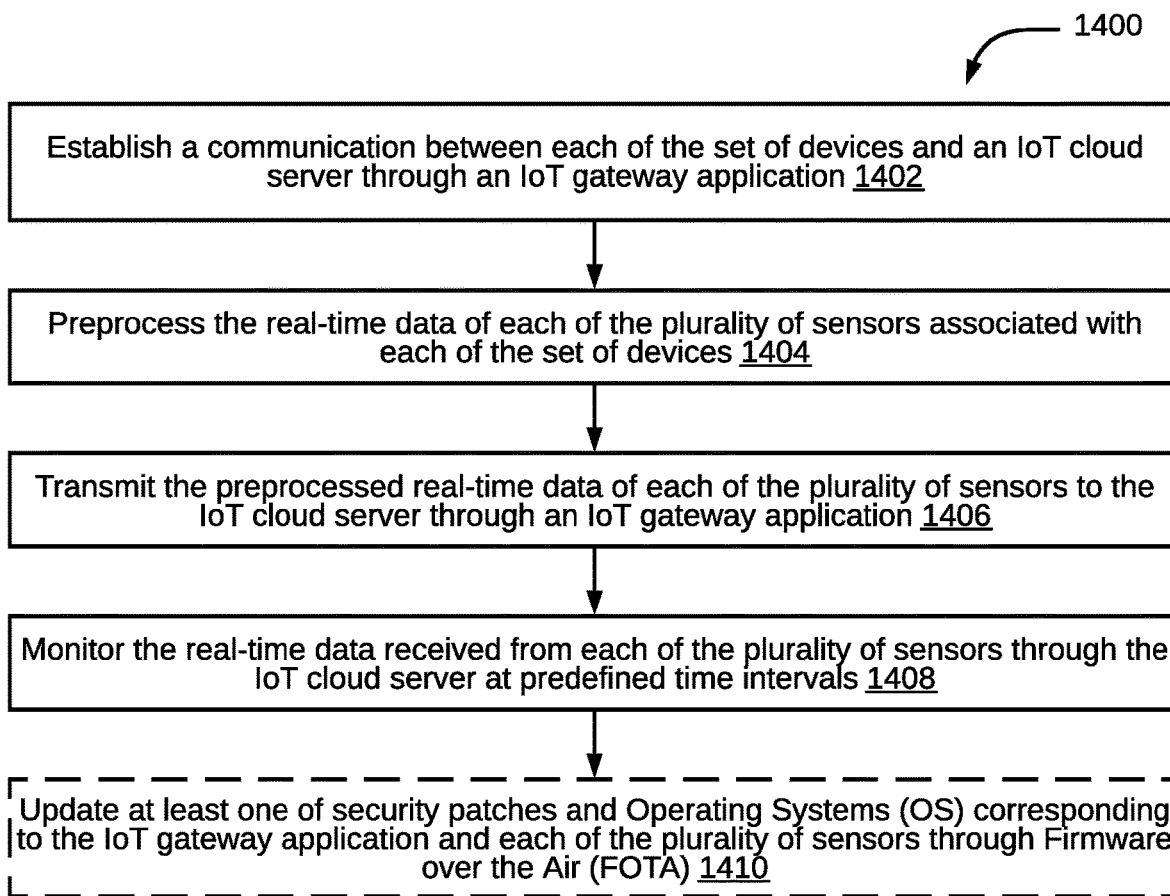 1400
Establish a communication between each of the set of devices and an IoT cloud
server through an IoT gateway application 1402
Preprocess the real-time data of each of the plurality of sensors associated with
each of the set of devices 1404
Transmit the preprocessed real-time data of each of the plurality of sensors to the
IoT cloud server through an IoT gateway application 1406
Monitor the real-time data received from each of the plurality of sensors through the
IoT cloud server at predefined time intervals 1408
Update at least one of security patches and Operating Systems (OS) corresponding
to the IoT gateway application and each of the plurality of sensors through Firmware
over the Air (FOTA) 1410